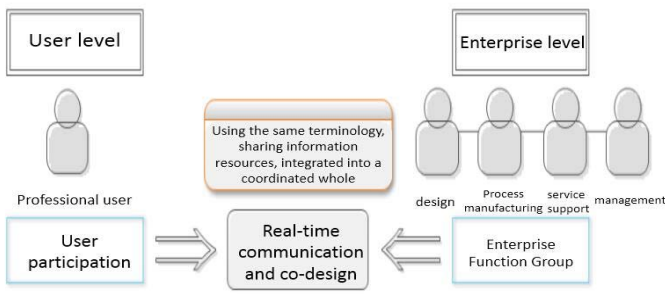 User level
Enterprise level
Using the same terminology,
sharing information
resources, integrated into a
coordinated whole
Professional user
design
Process
manufacturing
service
support
management
User
participation
Real-time
communication
and co-design
Enterprise
Function Group